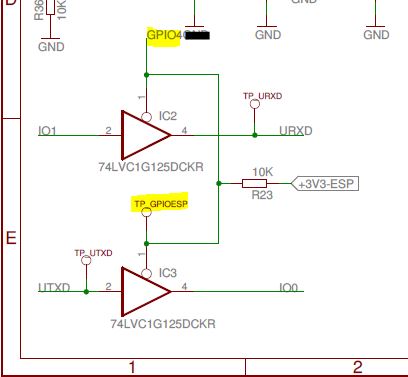 D
R36
10K
GND
GPIO4
GND
GND
GND
1
IC2
TP_URXD
IO1
2
4
URXD
74LVC1G125DCKR
10K
+3V3-ESP
R23
TP_GPIOESP
E
1
TP_UTXD
IC3
UTXD
2
4
IO0
74LVC1G125DCKR
1
2